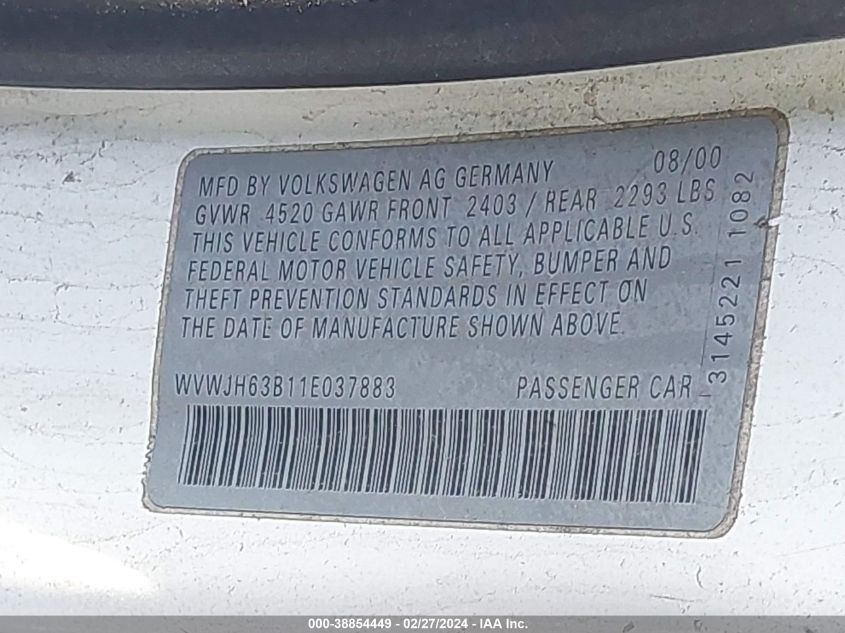 MFD BY VOLKSWAGEN AG GERMANY 08/00
GVWR 4520 GAWR FRONT 2403 / REAR 2293 LBS
THIS VEHICLE CONFORMS TO ALL APPLICABLE U.S.
FEDERAL MOTOR VEHICLE SAFETY, BUMPER AND
THEFT PREVENTION STANDARDS IN EFFECT ON
THE DATE OF MANUFACTURE SHOWN ABOVE.
WVWJH63B11E037883 PASSENGER CAR
3145221 1082
000-38854449 - 02/27/2024 - IAA Inc.